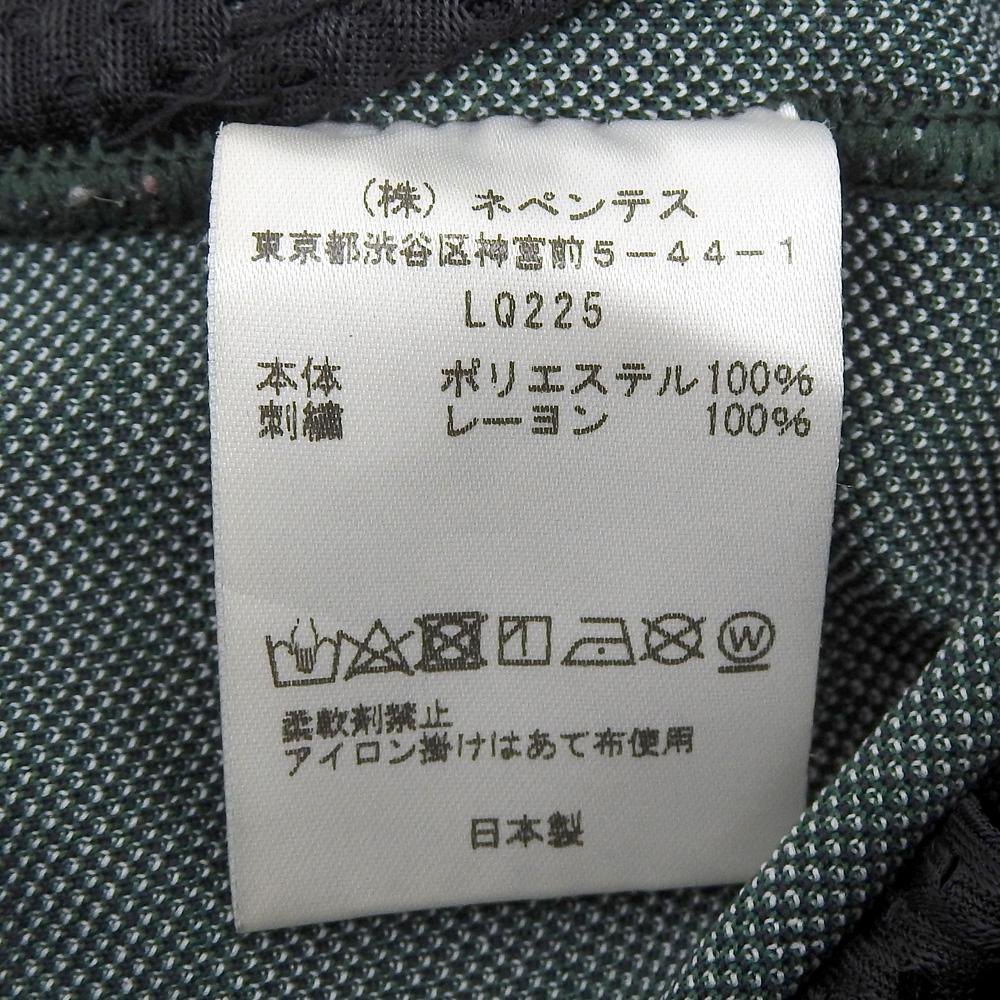 (株) ネペンテス
東京都渋谷区神宮前5-44-1
LQ225
本体 ポリエステル100%
刺繍 レーヨン 100%
W
柔軟剤禁止
アイロン掛けはあて布使用
日本製